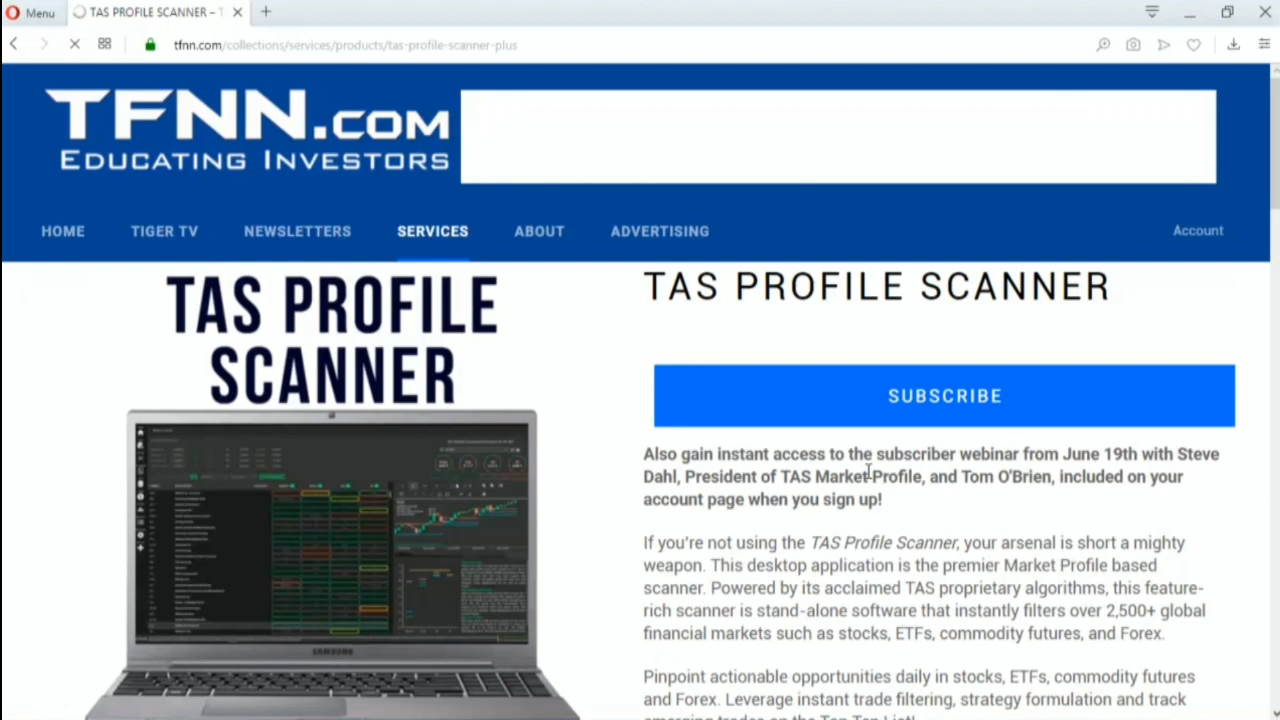 Menu
TAS PROFILE SCANNER – T
tfnn.com/collections/services/products/tas-profile-scanner-plus
TFNN.COM
EDUCATING INVESTORS
HOME TIGER TV NEWSLETTERS SERVICES ABOUT ADVERTISING Account
TAS PROFILE
SCANNER
SAMSUNG
TAS PROFILE SCANNER
SUBSCRIBE
Also gain instant access to the subscriber webinar from June 19th with Steve
Dahl, President of TAS Market Profile, and Tom O'Brien, included on your
account page when you sign up!
If you're not using the TAS Profile Scanner, your arsenal is short a mighty
weapon. This desktop application is the premier Market Profile based
scanner. Powered by its acclaimed TAS proprietary algorithms, this feature-
rich scanner is stand-alone software that instantly filters over 2,500+ global
financial markets such as stocks, ETFs, commodity futures, and Forex.
Pinpoint actionable opportunities daily in stocks, ETFs, commodity futures
and Forex. Leverage instant trade filtering, strategy formulation and track
emerging trades on the Top Ten List!